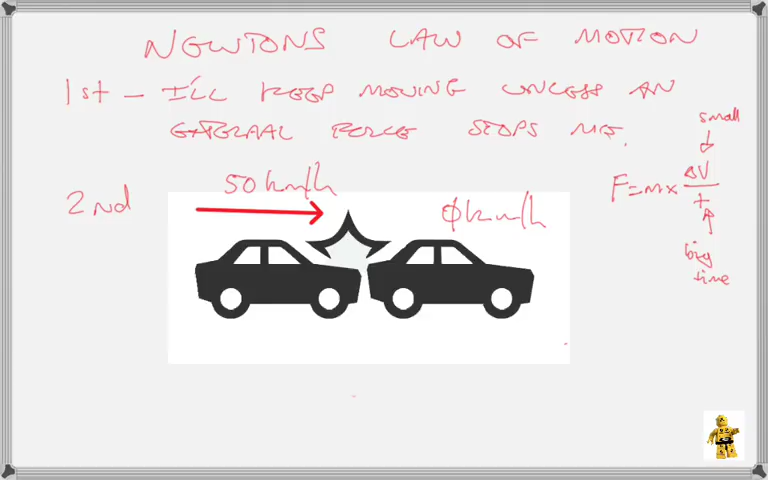 NEWTONS LAW OF MOTION
1st - I'LL KEEP MOVING UNLESS AN
EXTERNAL FORCE STOPS ME.
2nd
50km/h
0km/h
small
F=mx ΔV
t
big
time